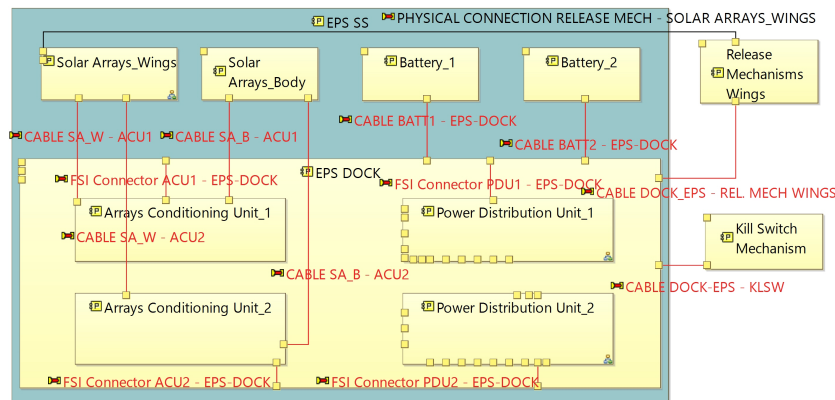 EPS SS
PHYSICAL CONNECTION RELEASE MECH - SOLAR ARRAYS_WINGS
Solar Arrays_Wings
Solar
Arrays_Body
Battery_1
Battery_2
Release
Mechanisms
Wings
CABLE BATT1 - EPS-DOCK
CABLE SA_W - ACU1
CABLE SA_B - ACU1
CABLE BATT2 - EPS-DOCK
EPS DOCK
FSI Connector ACU1 - EPS-DOCK
FSI Connector PDU1 - EPS-DOCK
CABLE DOCK_EPS - REL. MECH WINGS
Arrays Conditioning Unit_1
Power Distribution Unit_1
Kill Switch
Mechanism
CABLE SA_W - ACU2
CABLE SA_B - ACU2
CABLE DOCK-EPS - KLSW
Arrays Conditioning Unit_2
Power Distribution Unit_2
FSI Connector ACU2 - EPS-DOCK
FSI Connector PDU2 - EPS-DOCK